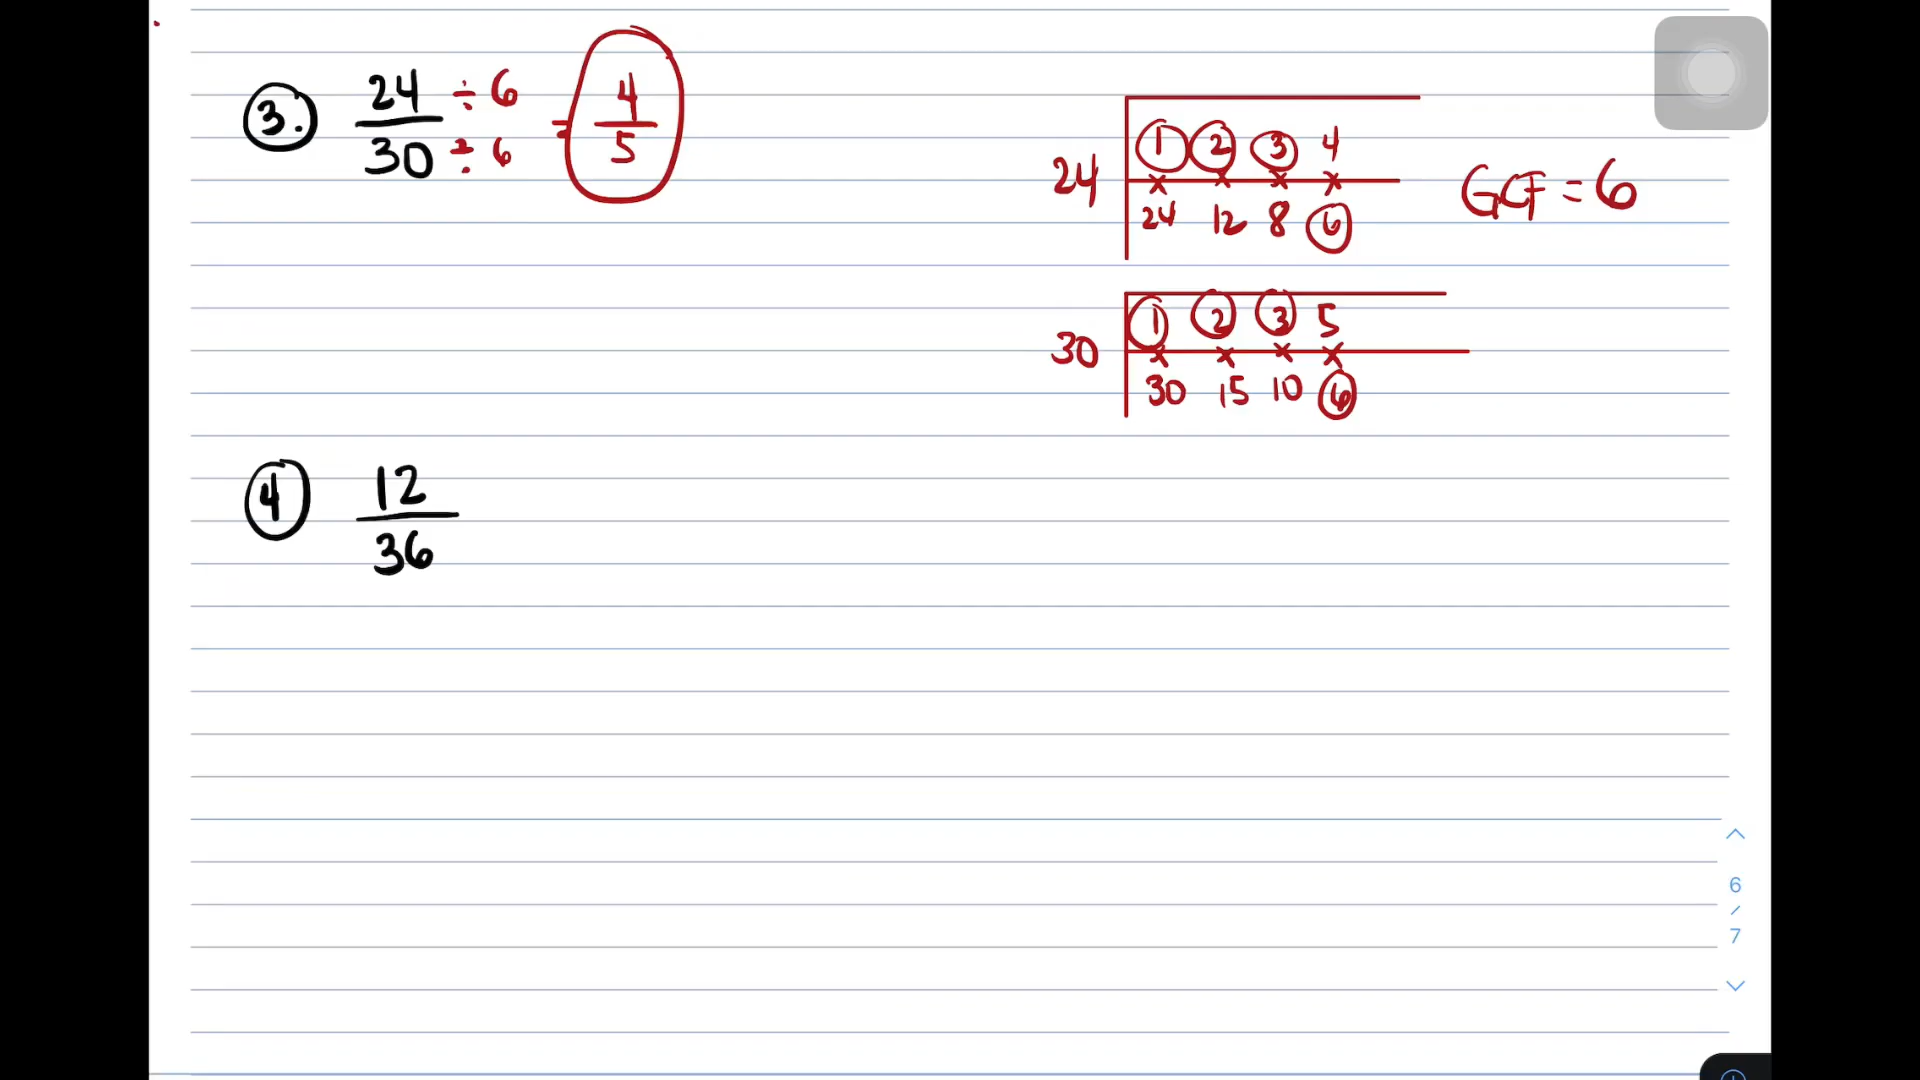 3. 24/30 ÷ 6 / ÷ 6 = 4/5
24
1 2 3 4
× × × ×
24 12 8 6
GCF = 6
30
1 2 3 5
× × × ×
30 15 10 6
4 12/36
6
/
7